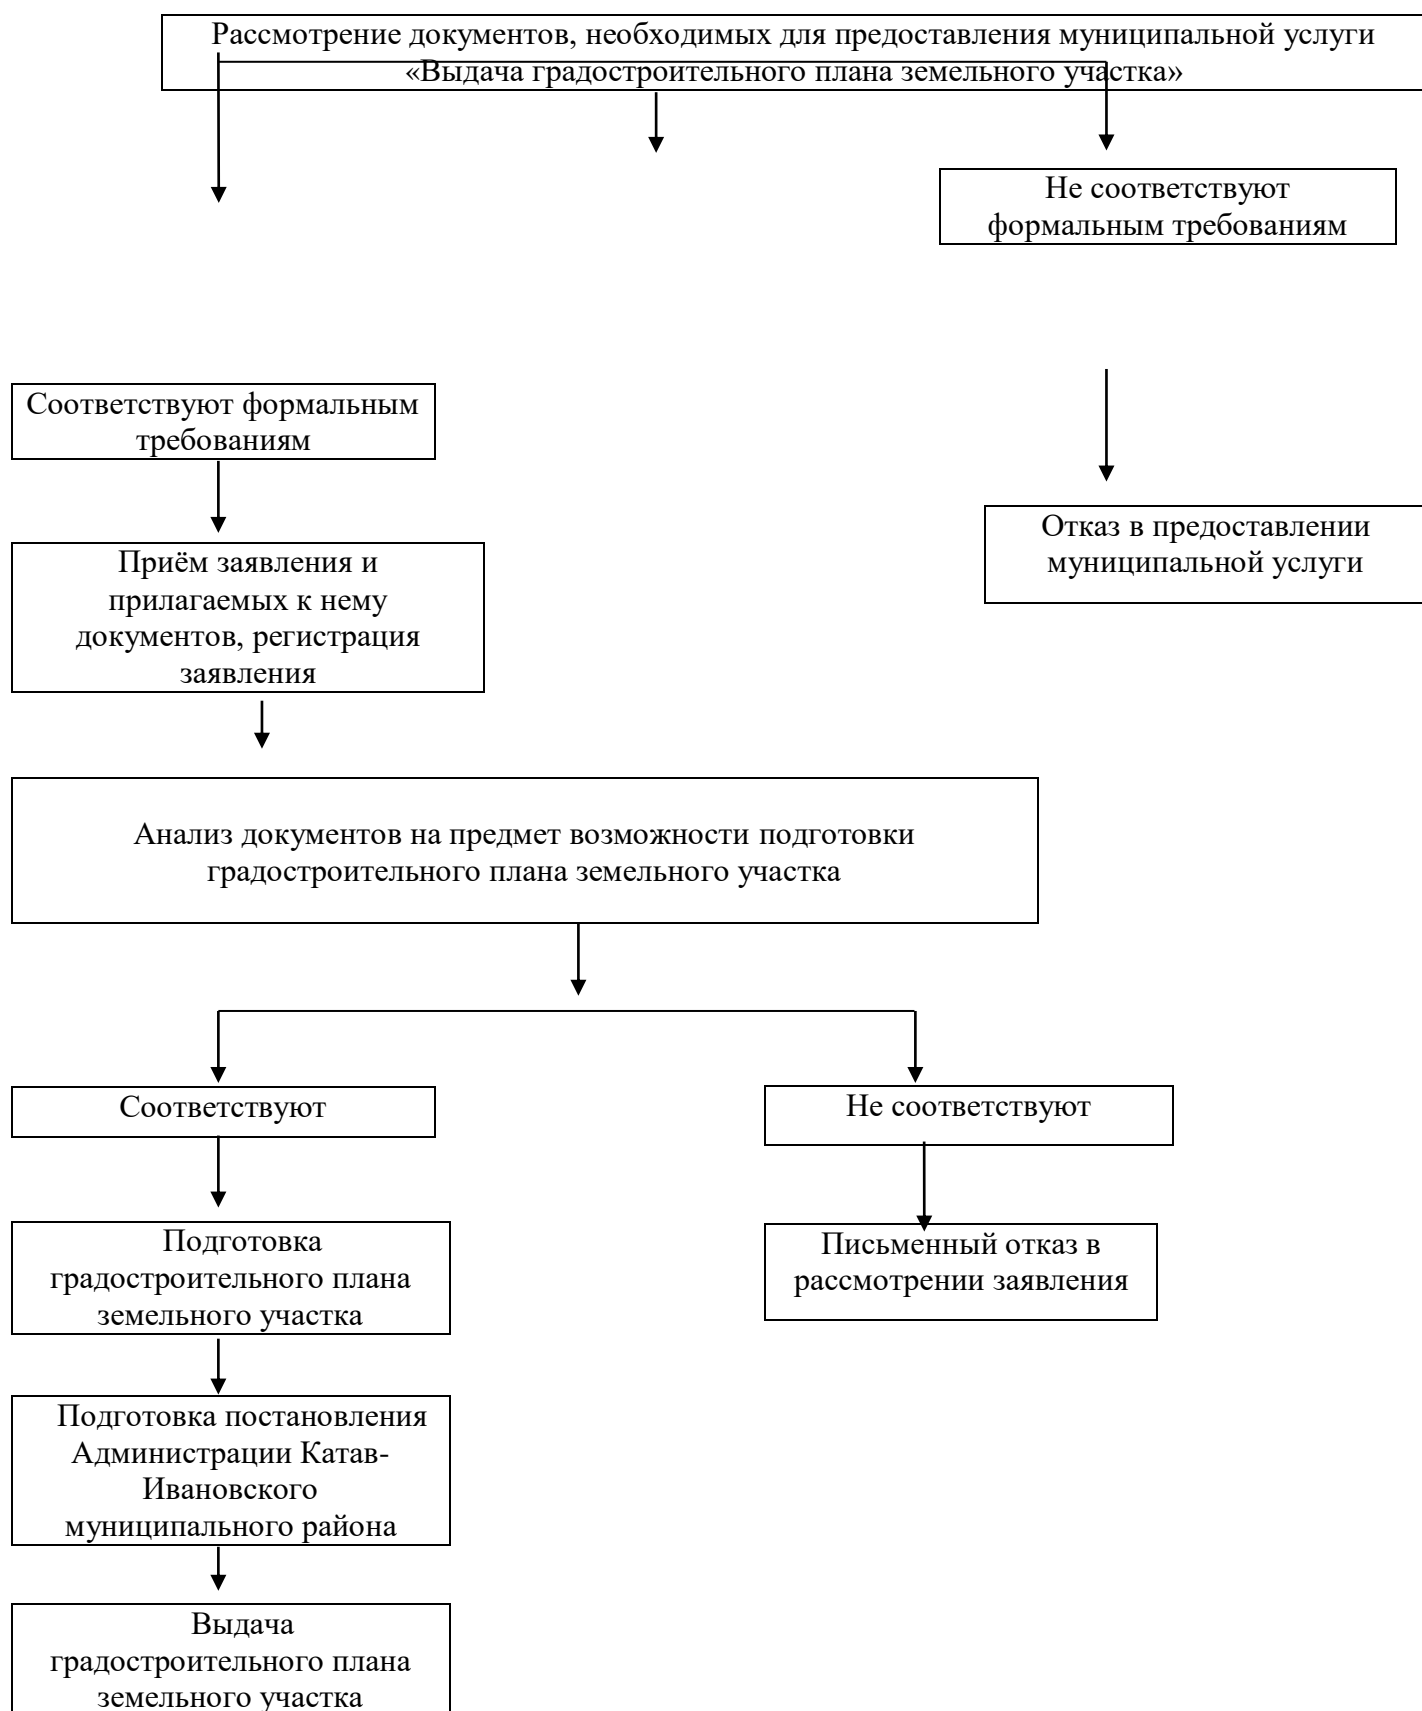 Рассмотрение документов, необходимых для предоставления муниципальной услуги
«Выдача градостроительного плана земельного участка»
Не соответствуют
формальным требованиям
Соответствуют формальным
требованиям
Отказ в предоставлении
муниципальной услуги
Приём заявления и
прилагаемых к нему
документов, регистрация
заявления
Анализ документов на предмет возможности подготовки
градостроительного плана земельного участка
Соответствуют
Не соответствуют
Подготовка
градостроительного плана
земельного участка
Письменный отказ в
рассмотрении заявления
Подготовка постановления
Администрации Катав-
Ивановского
муниципального района
Выдача
градостроительного плана
земельного участка